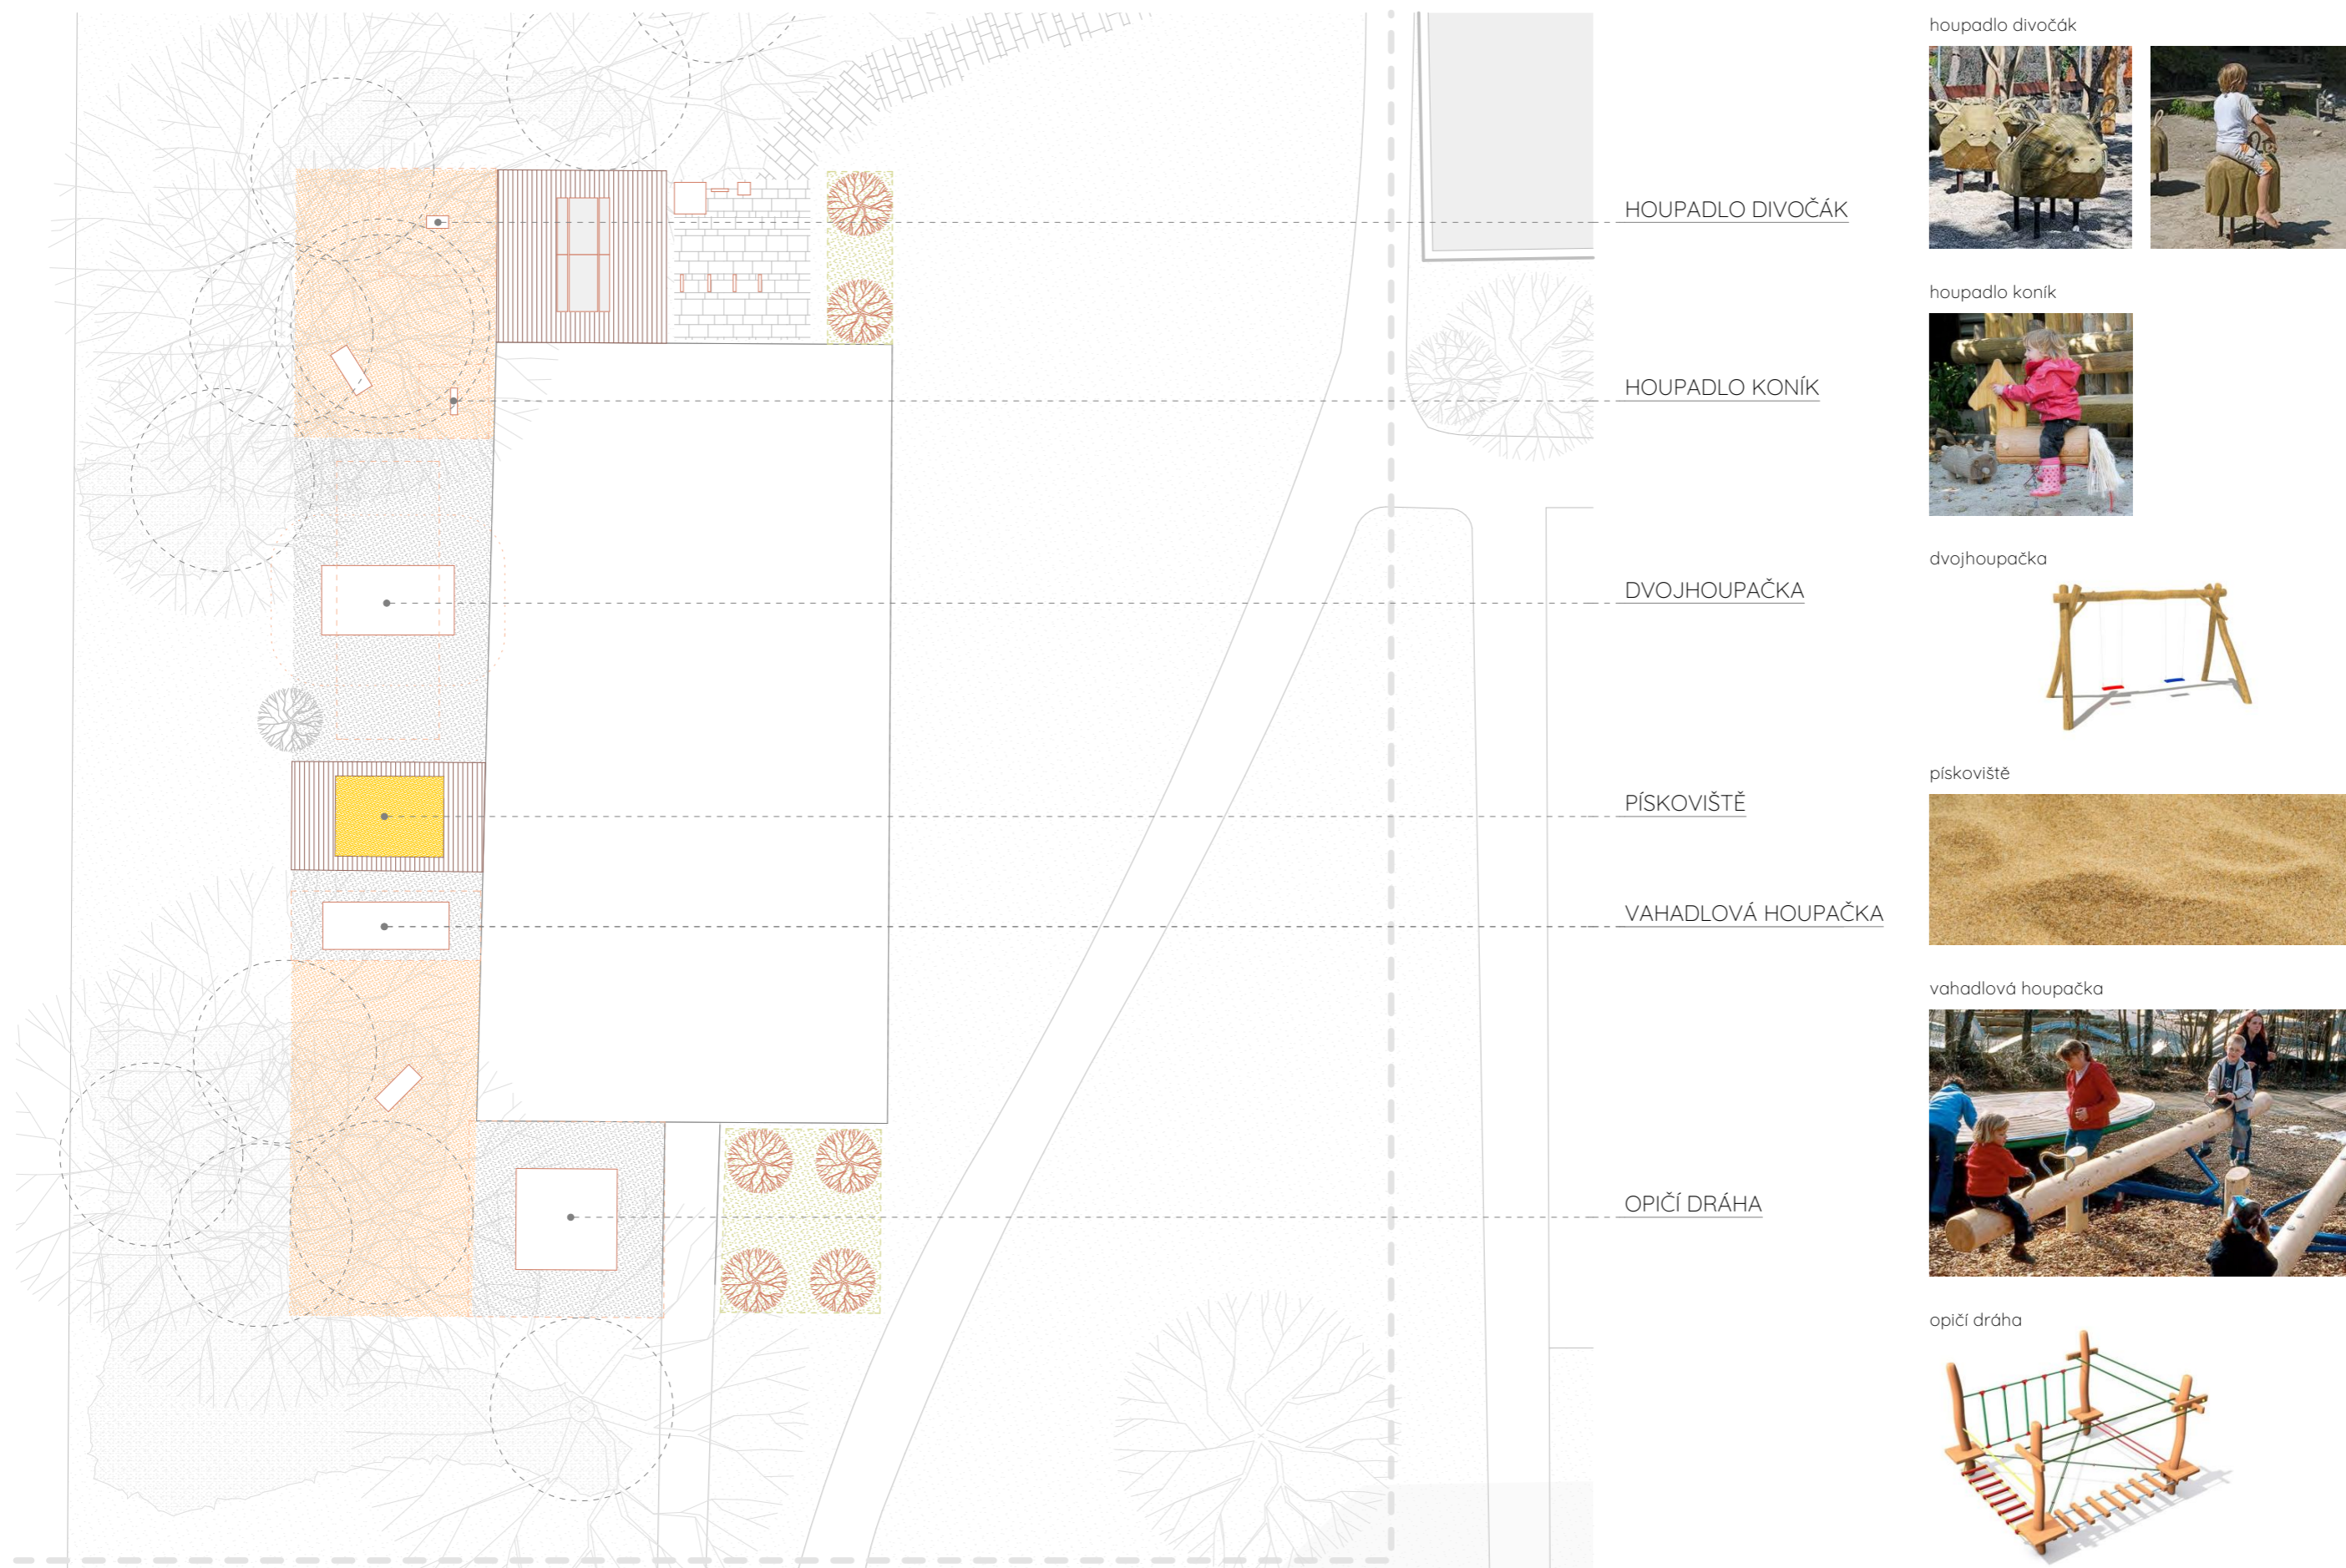 HOUPADLO DIVOČÁK
HOUPADLO KONÍK
DVOJHOUPAČKA
PÍSKOVIŠTĚ
VAHADLOVÁ HOUPAČKA
OPIČÍ DRÁHA
houpadlo divočák
houpadlo koník
dvojhoupačka
pískoviště
vahadlová houpačka
opičí dráha